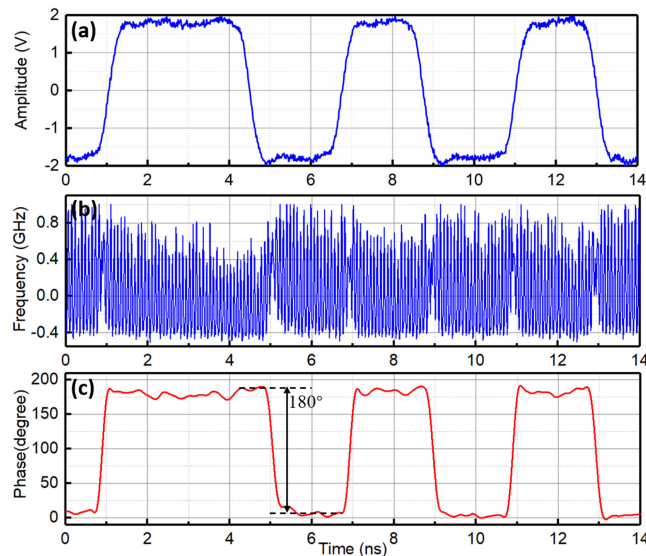 (a)
Amplitude (V)
2
1
0
-1
-2
0 2 4 6 8 10 12 14
(b)
Frequency (GHz)
0.8
0.4
0.0
-0.4
0 2 4 6 8 10 12 14
(c)
Phase(degree)
200
150
100
50
0
180°
0 2 4 6 8 10 12 14
Time (ns)